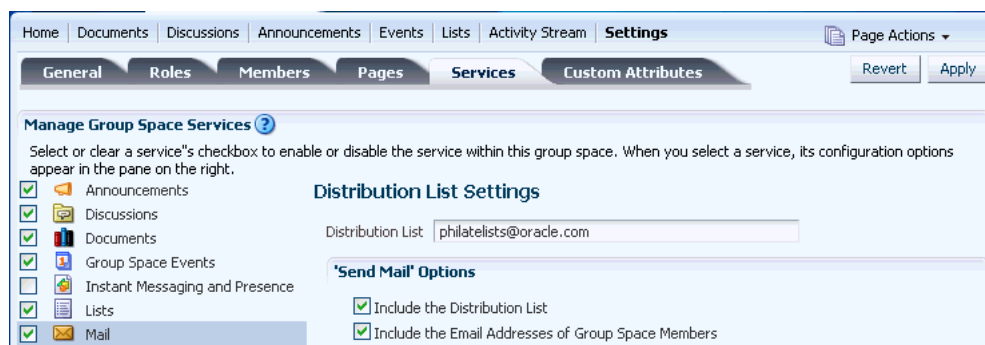 Home Documents Discussions Announcements Events Lists Activity Stream Settings Page Actions
General Roles Members Pages Services Custom Attributes Revert Apply
Manage Group Space Services ?
Select or clear a service"s checkbox to enable or disable the service within this group space. When you select a service, its configuration options
appear in the pane on the right.
Announcements
Discussions
Documents
Group Space Events
Instant Messaging and Presence
Lists
Mail
Distribution List Settings
Distribution List philatelists@oracle.com
'Send Mail' Options
Include the Distribution List
Include the Email Addresses of Group Space Members